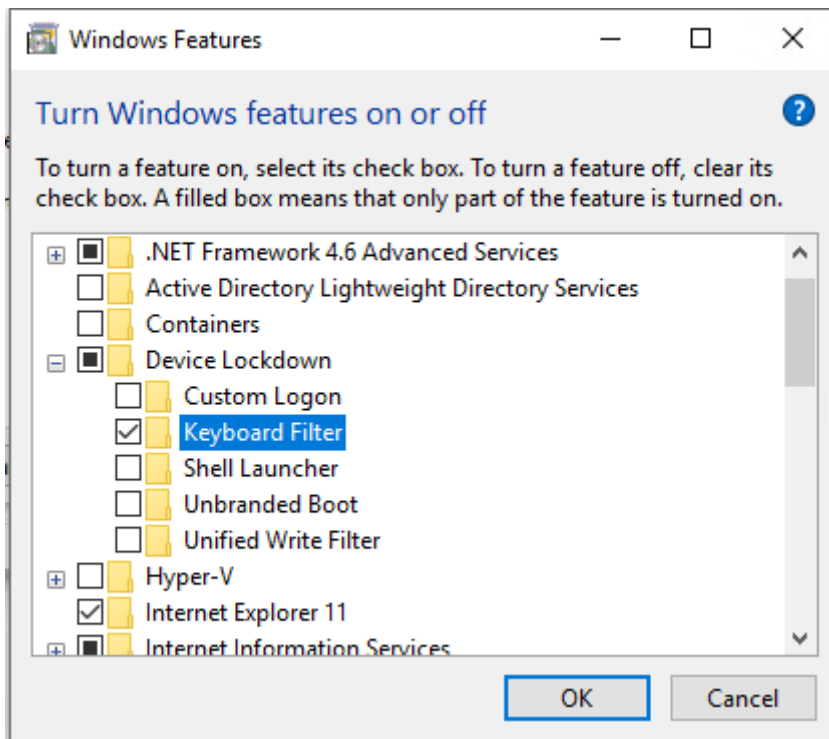 Windows Features
Turn Windows features on or off
?
To turn a feature on, select its check box. To turn a feature off, clear its
check box. A filled box means that only part of the feature is turned on.
.NET Framework 4.6 Advanced Services
Active Directory Lightweight Directory Services
Containers
Device Lockdown
Custom Logon
Keyboard Filter
Shell Launcher
Unbranded Boot
Unified Write Filter
Hyper-V
Internet Explorer 11
Internet Information Services
OK
Cancel